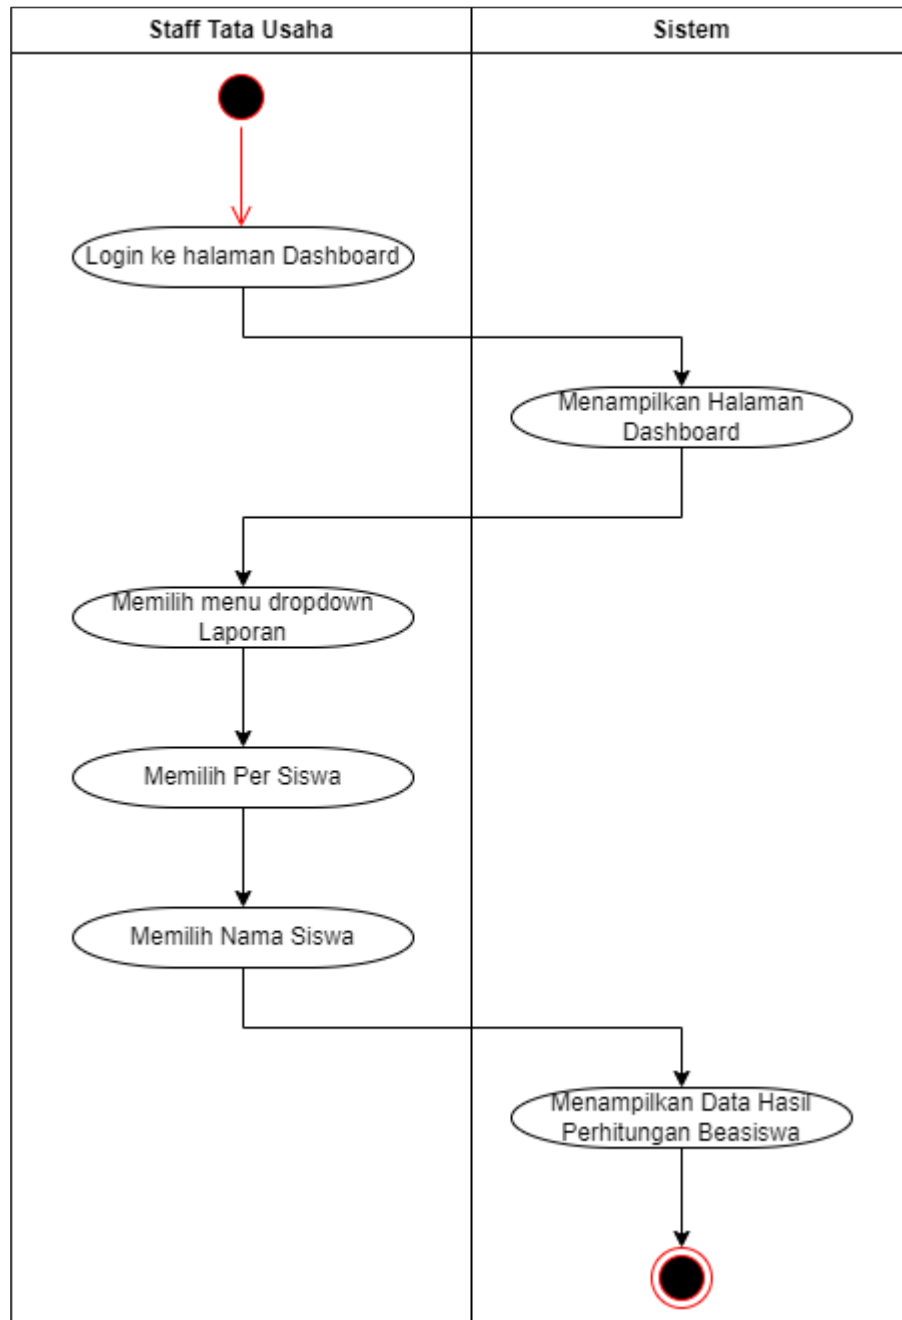 Staff Tata Usaha
Sistem
Login ke halaman Dashboard
Menampilkan Halaman
Dashboard
Memilih menu dropdown
Laporan
Memilih Per Siswa
Memilih Nama Siswa
Menampilkan Data Hasil
Perhitungan Beasiswa